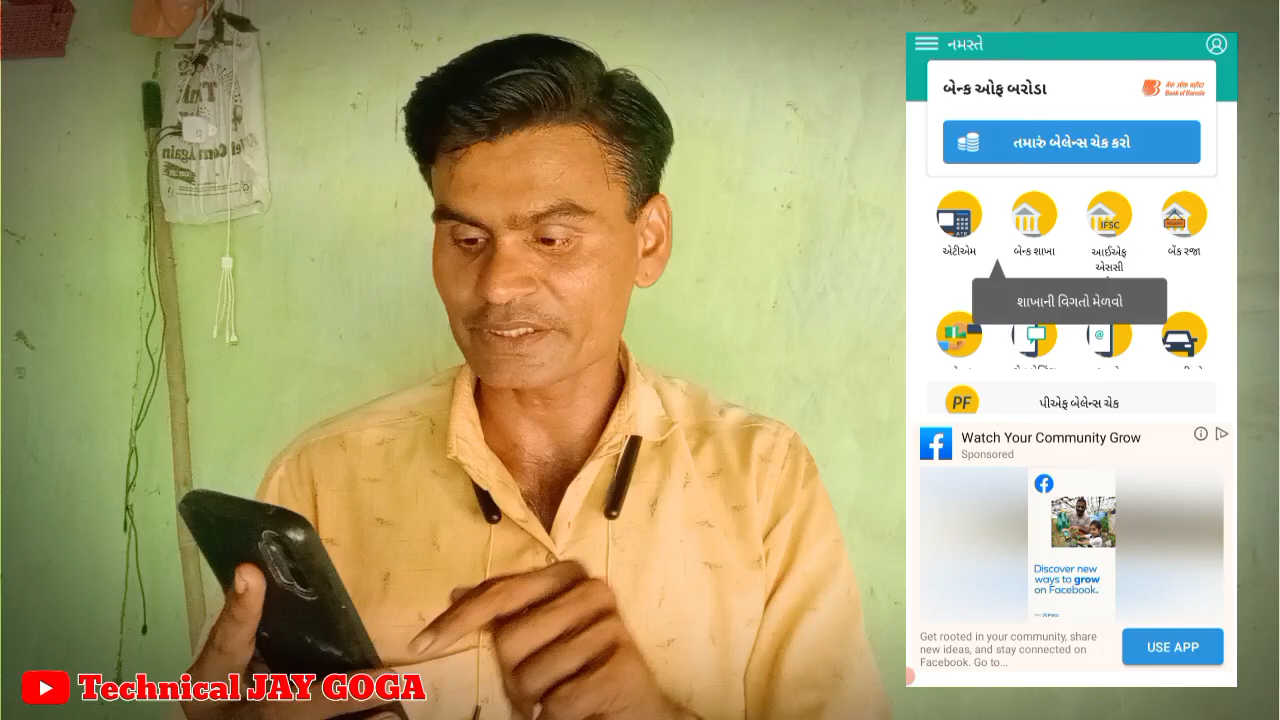 નમસ્તે
બેન્ક ઓફ બરોડા
Bank of Baroda
તમારું બેલેન્સ ચેક કરો
ATM
IFSC
એટીએમ
બેન્ક શાખા
આઈએફ
એસસી
બેંક રજા
શાખાની વિગતો મેળવો
PF
પીએફ બેલેન્સ ચેક
Watch Your Community Grow
Sponsored
Discover new
ways to grow
on Facebook.
Get rooted in your community, share
new ideas, and stay connected on
Facebook. Go to...
USE APP
Technical JAY GOGA